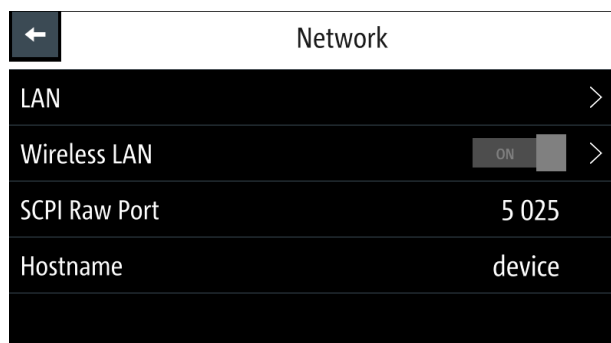 Network
LAN
Wireless LAN ON
SCPI Raw Port 5 025
Hostname device